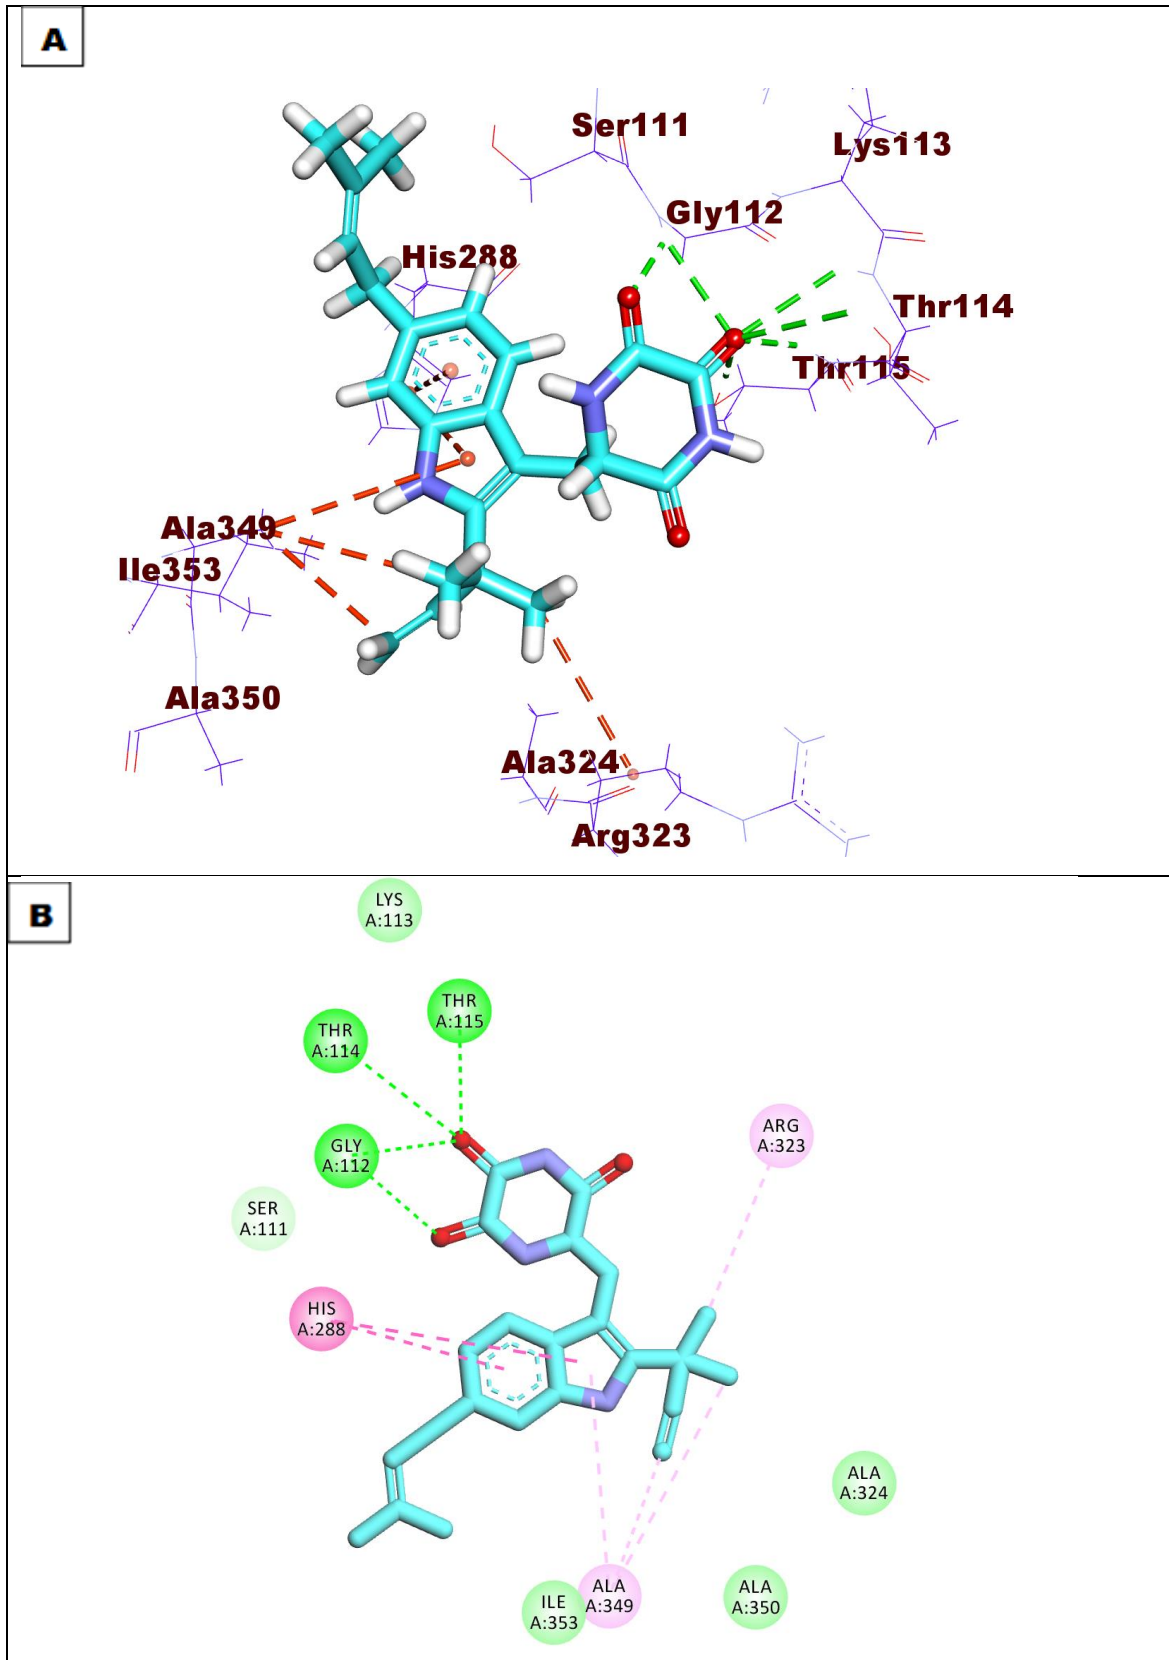 A
Ser111
Lys113
Gly112
His288
Thr114
Thr115
Ala349
Ile353
Ala350
Ala324
Arg323
B
LYS
A:113
THR
A:115
THR
A:114
ARG
A:323
GLY
A:112
SER
A:111
HIS
A:288
ALA
A:324
ILE
A:353
ALA
A:349
ALA
A:350